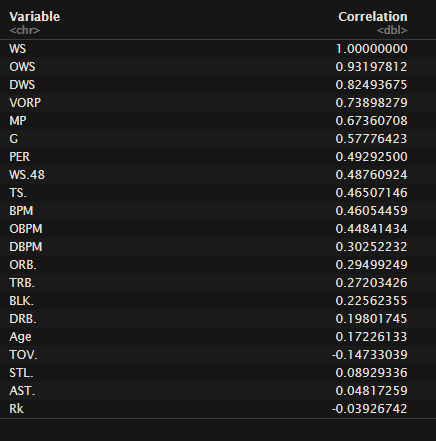 Variable Correlation
<chr> <dbl>
WS 1.00000000
OWS 0.93197812
DWS 0.82493675
VORP 0.73898279
MP 0.67360708
G 0.57776423
PER 0.49292500
WS.48 0.48760924
TS. 0.46507146
BPM 0.46054459
OBPM 0.44841434
DBPM 0.30252232
ORB. 0.29499249
TRB. 0.27203426
BLK. 0.22562355
DRB. 0.19801745
Age 0.17226133
TOV. -0.14733039
STL. 0.08929336
AST. 0.04817259
Rk -0.03926742